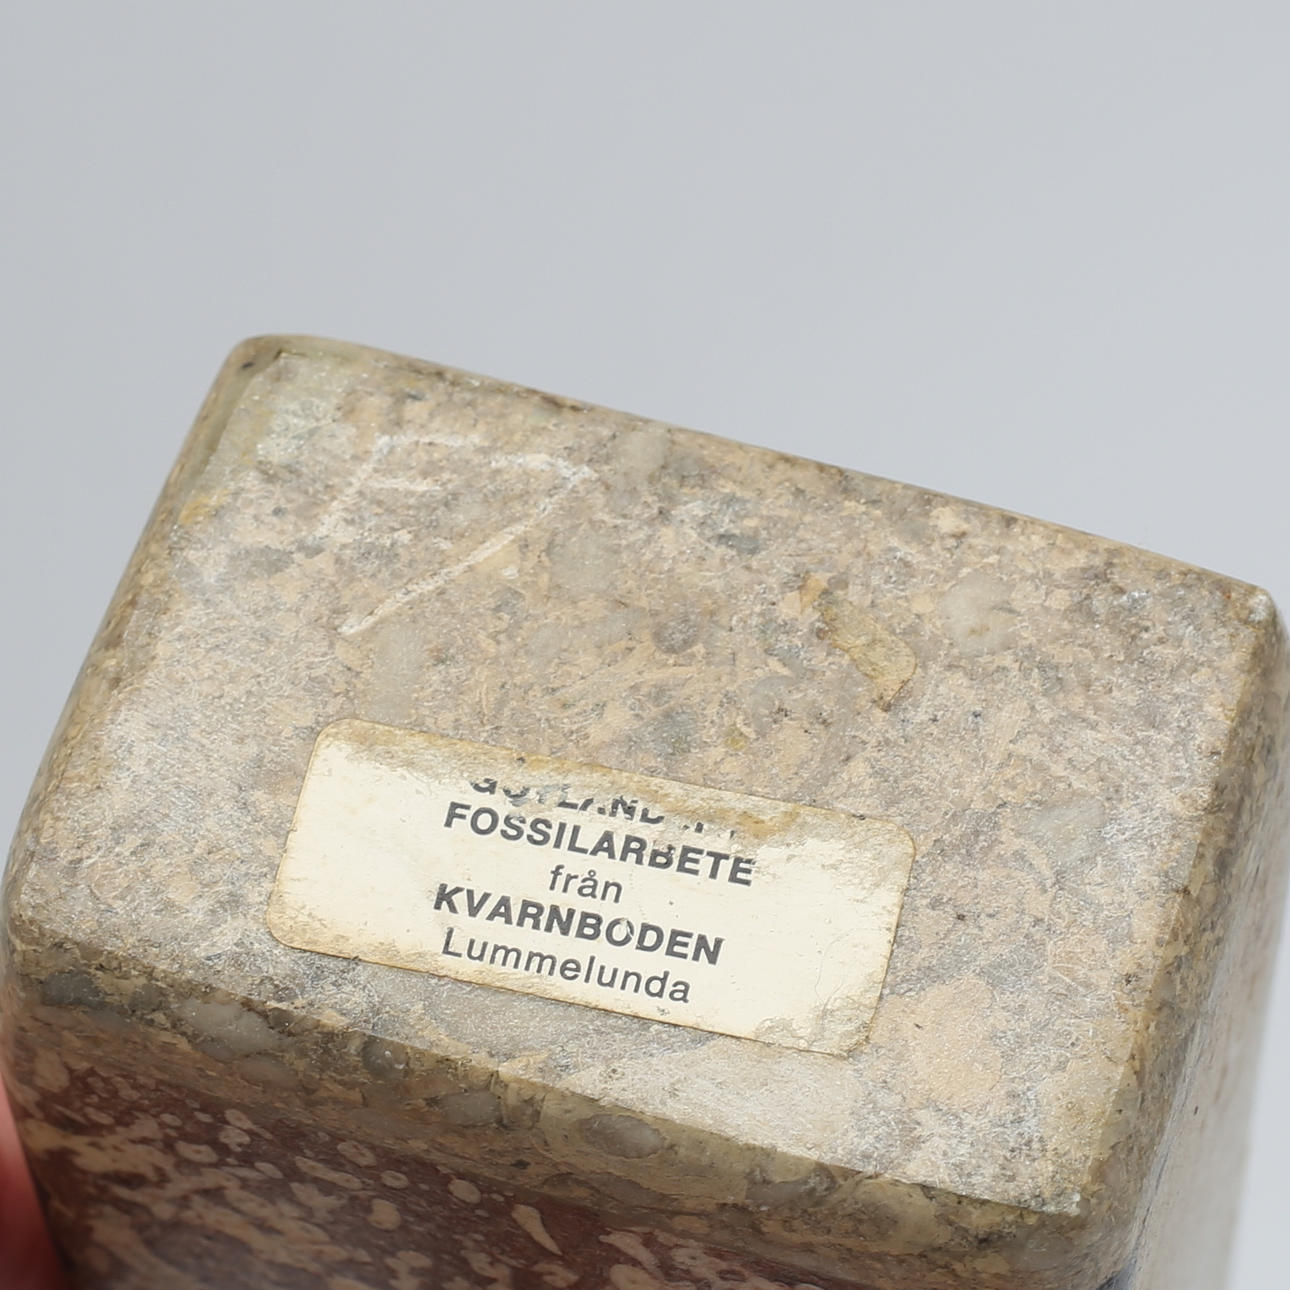 FOSSILARBETE
från
KVARNBODEN
Lummelunda